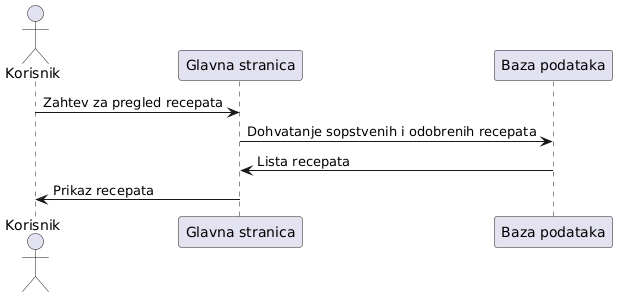 Korisnik
Glavna stranica
Baza podataka
Zahtev za pregled recepata
Dohvatanje sopstvenih i odobrenih recepata
Lista recepata
Prikaz recepata
Korisnik
Glavna stranica
Baza podataka